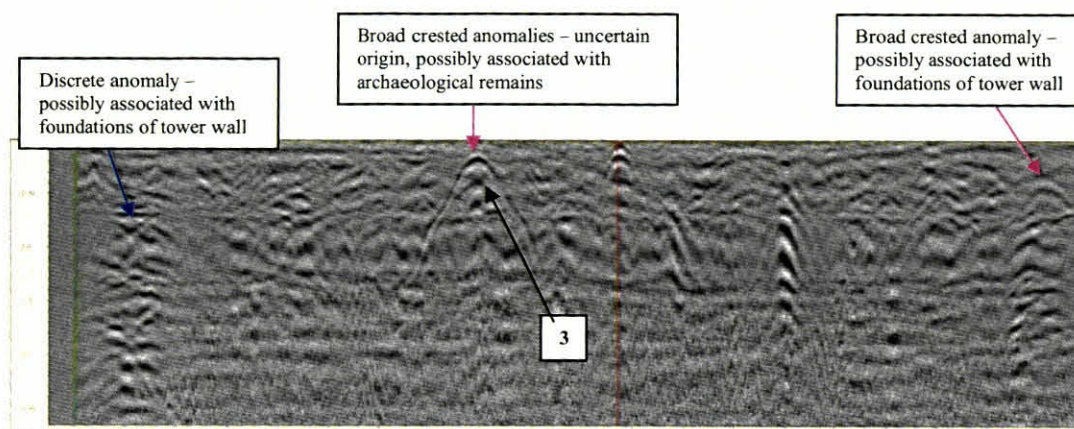 Discrete anomaly –
possibly associated with
foundations of tower wall
Broad crested anomalies – uncertain
origin, possibly associated with
archaeological remains
Broad crested anomaly –
possibly associated with
foundations of tower wall
3